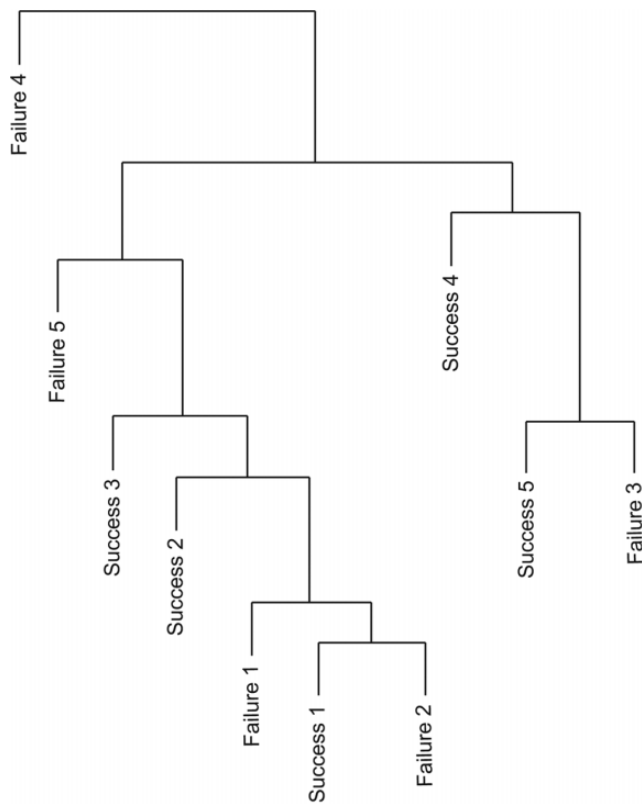 Failure 4
Failure 5
Success 3
Success 2
Failure 1
Success 1
Failure 2
Success 4
Success 5
Failure 3